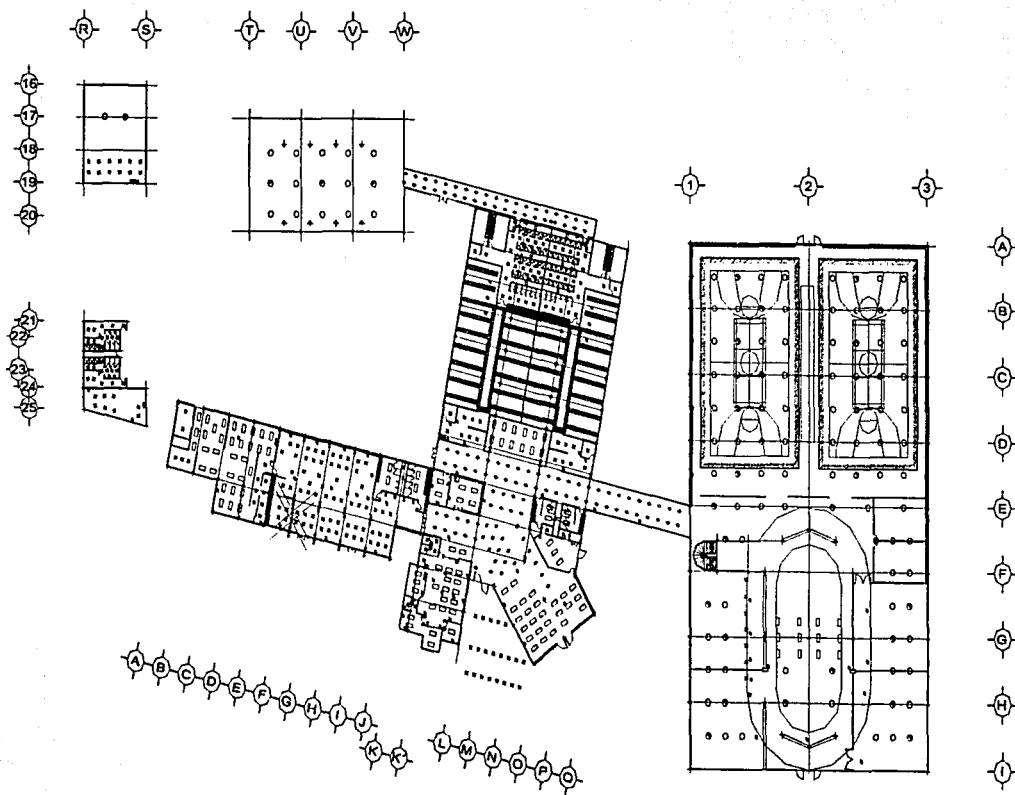 R S T U V W
16
17
18
19
20
1 2 3
A
B
C
D
E
F
G
H
I
21
22
23
24
25
A B C D E F G H I J
K K'
L M N O P Q